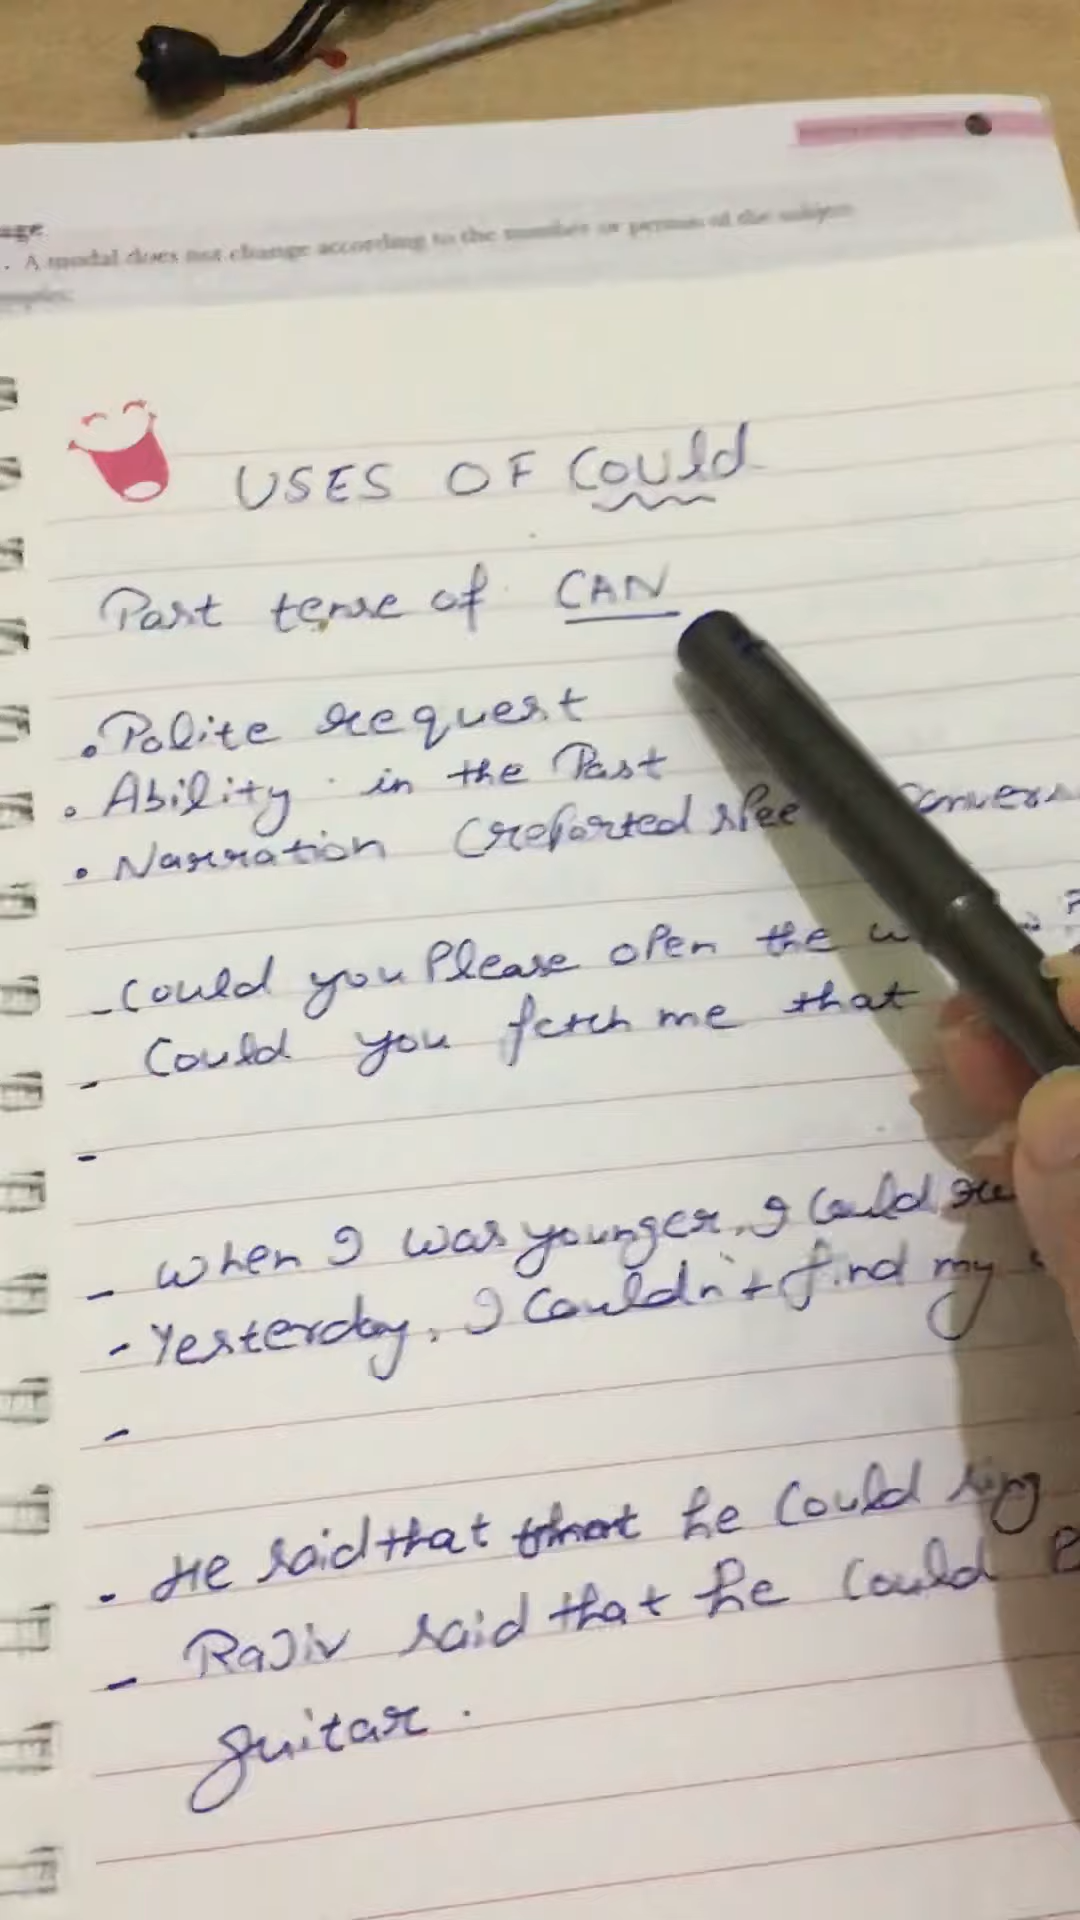 age
. A modal does not change according to the number or person of the subject
USES OF Could
Past tense of CAN
• Polite request
• Ability in the Past
• Narration (reported
- Could you Please open the
- Could you fetch me that
-
- When I was younger, I Could
- Yesterday, I Couldn't find my
-
- He said that he Could sing
- Rajiv said that he Could
guitar.